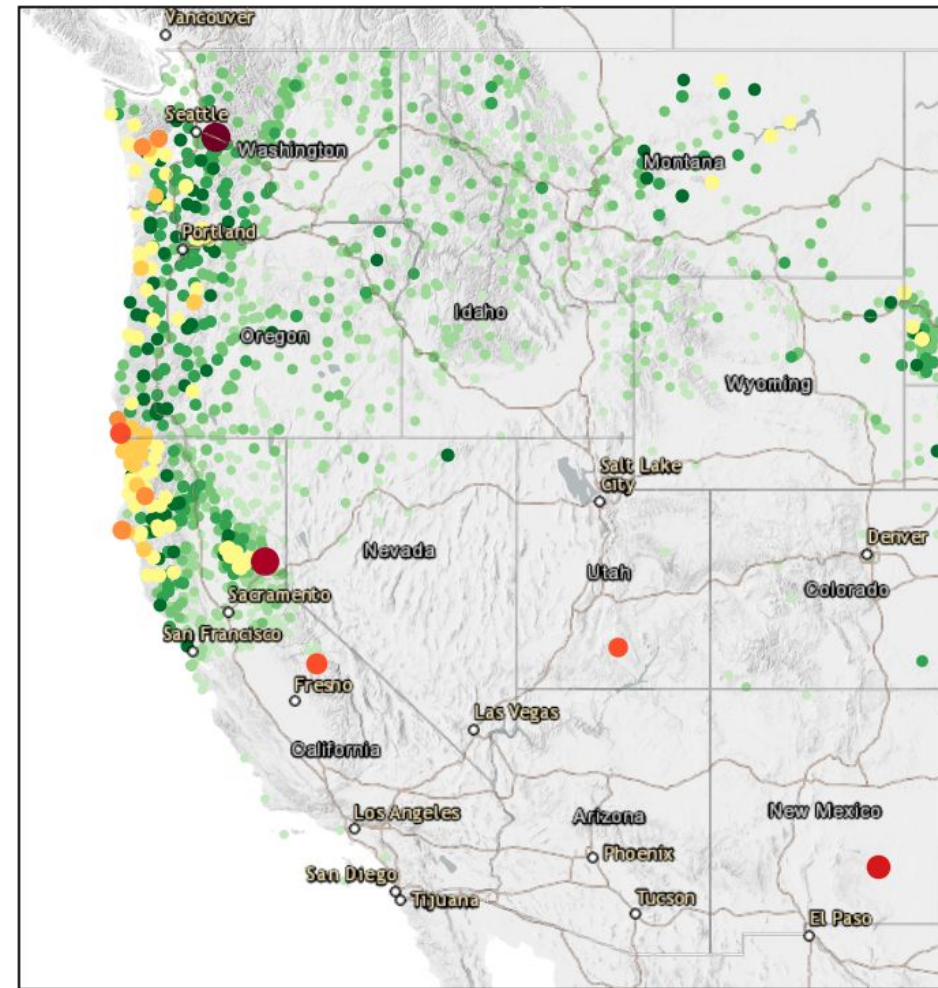 Vancouver
Seattle
Washington
Montana
Portland
Oregon
Idaho
Wyoming
Salt Lake
City
Nevada
Denver
Utah
Colorado
Sacramento
San Francisco
Fresno
Las Vegas
California
Los Angeles
Arizona
New Mexico
Phoenix
San Diego
Tijuana
Tucson
El Paso